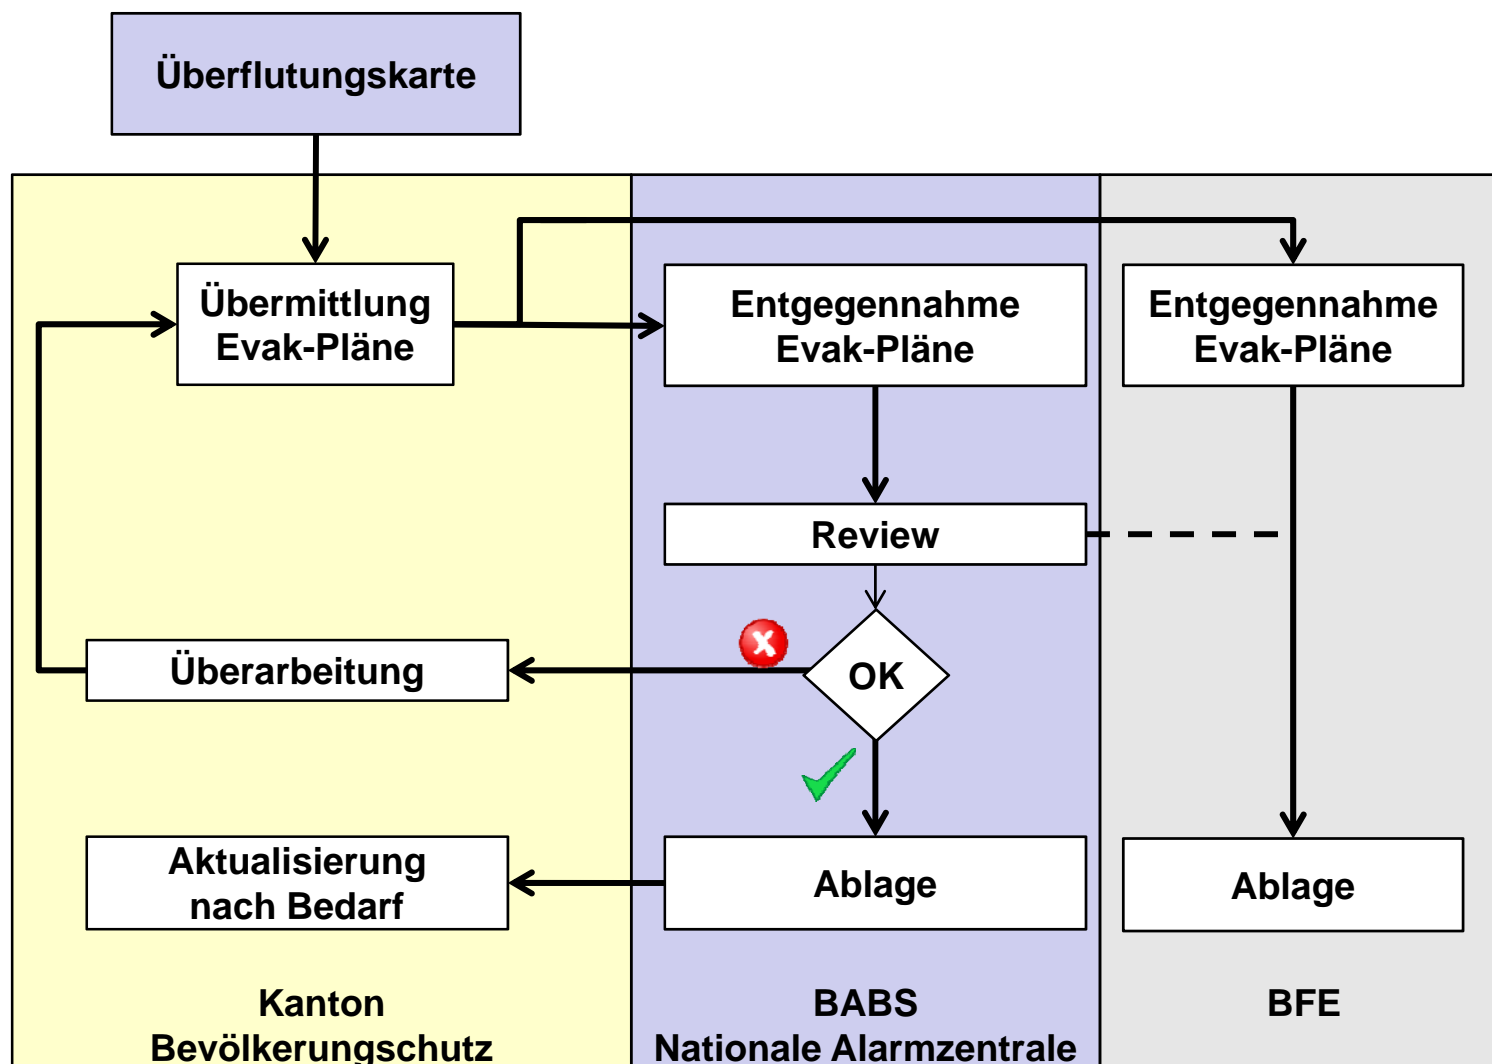 Überflutungskarte
Übermittlung
Evak-Pläne
Entgegennahme
Evak-Pläne
Entgegennahme
Evak-Pläne
Review
Überarbeitung
OK
Aktualisierung
nach Bedarf
Ablage
Ablage
Kanton
Bevölkerungschutz
BABS
Nationale Alarmzentrale
BFE